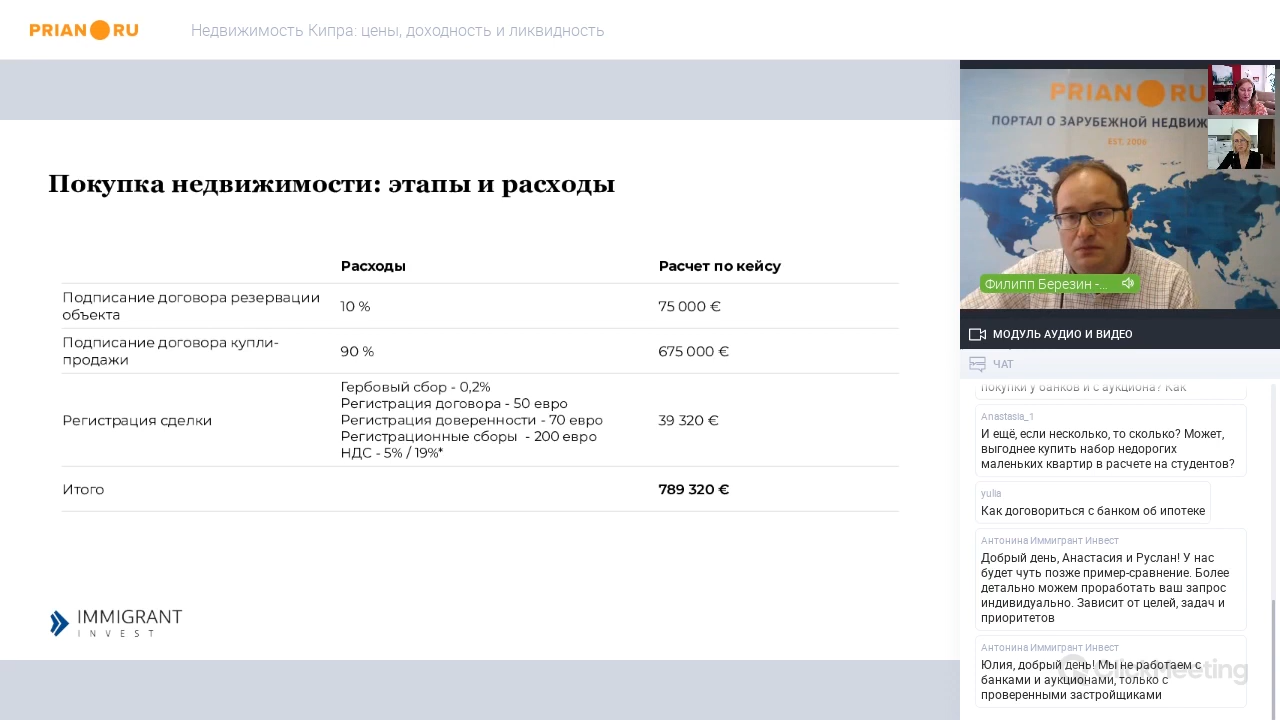 PRIAN RU
Недвижимость Кипра: цены, доходность и ликвидность
Покупка недвижимости: этапы и расходы
Расходы
Расчет по кейсу
Подписание договора резервации
объекта
10 %
75 000 €
Подписание договора купли-
продажи
90 %
675 000 €
Регистрация сделки
Гербовый сбор - 0,2%
Регистрация договора - 50 евро
Регистрация доверенности - 70 евро
Регистрационные сборы - 200 евро
НДС - 5% / 19%*
39 320 €
Итого
789 320 €
IMMIGRANT
INVEST
PRIAN RU
ПОРТАЛ О ЗАРУБЕЖНОЙ
EST. 2006
Филипп Березин -...
МОДУЛЬ АУДИО И ВИДЕО
ЧАТ
покупки у банков и с аукциона? Как
Anastasia_1
И ещё, если несколько, то сколько? Может,
выгоднее купить набор недорогих
маленьких квартир в расчете на студентов?
yulia
Как договориться с банком об ипотеке
Антонина Иммигрант Инвест
Добрый день, Анастасия и Руслан! У нас
будет чуть позже пример-сравнение. Более
детально можем проработать ваш запрос
индивидуально. Зависит от целей, задач и
приоритетов
Антонина Иммигрант Инвест
Юлия, добрый день! Мы не работаем с
банками и аукционами, только с
проверенными застройщиками
ClickMeeting